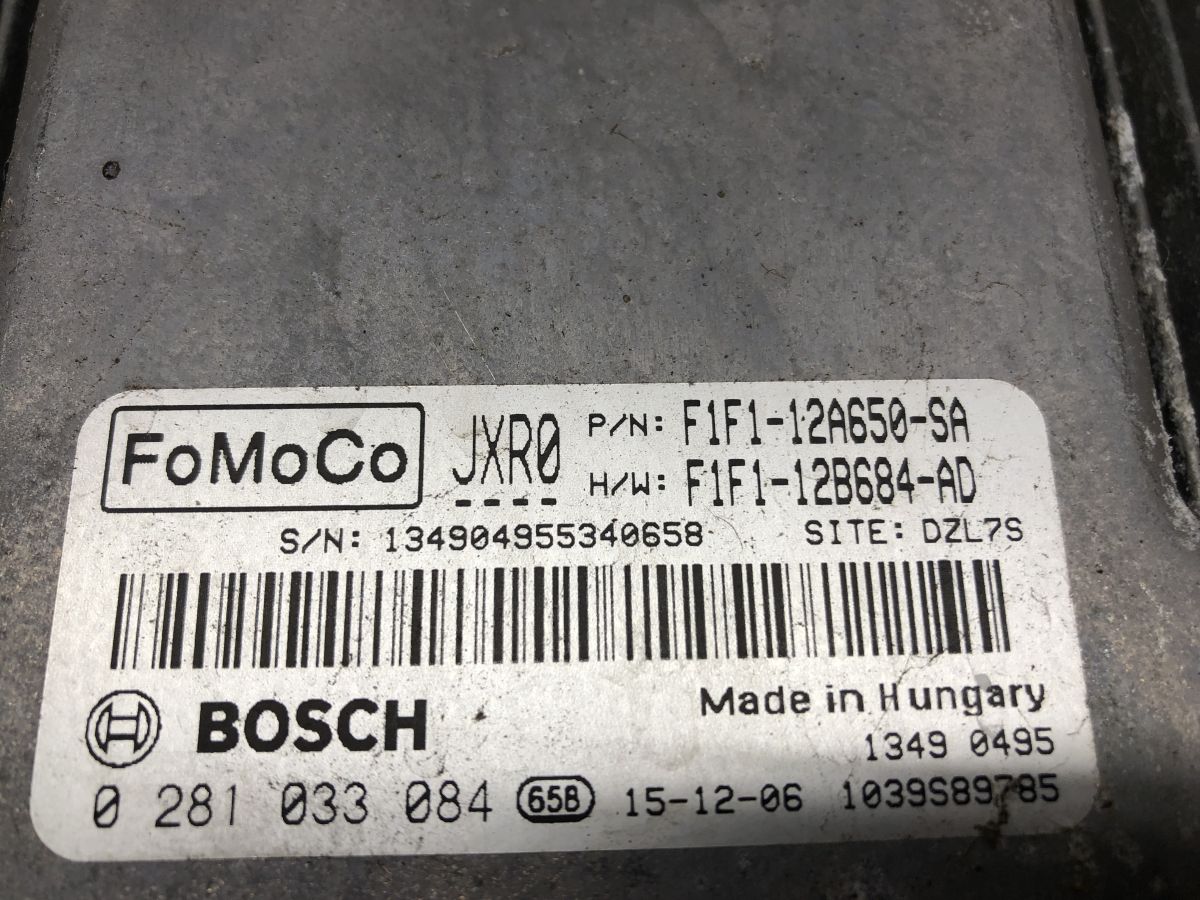 FoMoCo JXR0 P/N: F1F1-12A650-SA
H/W: F1F1-12B684-AD
S/N: 134904955340658 SITE: DZL7S
BOSCH Made in Hungary
1349 0495
0 281 033 084 65B 15-12-06 1039S89785